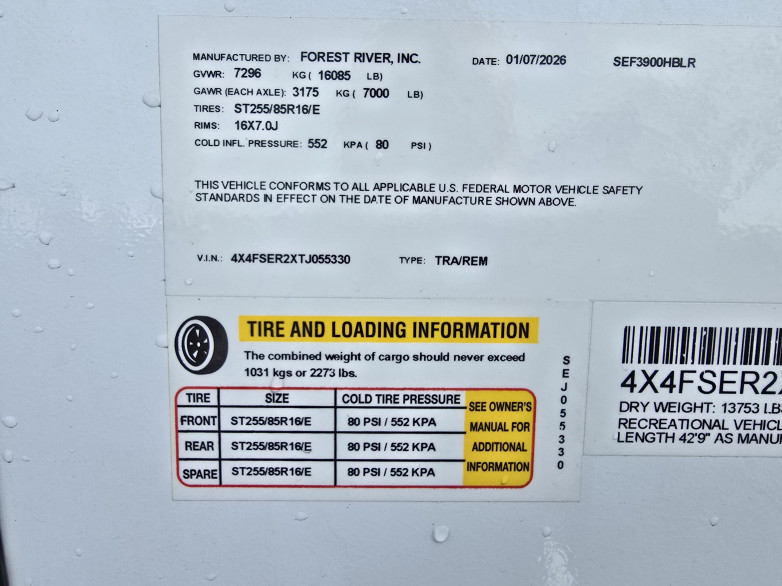 MANUFACTURED BY: FOREST RIVER, INC. DATE: 01/07/2026 SEF3900HBLR
GVWR: 7296 KG ( 16085 LB)
GAWR (EACH AXLE): 3175 KG ( 7000 LB)
TIRES: ST255/85R16/E
RIMS: 16X7.0J
COLD INFL. PRESSURE: 552 KPA ( 80 PSI )
THIS VEHICLE CONFORMS TO ALL APPLICABLE U.S. FEDERAL MOTOR VEHICLE SAFETY
STANDARDS IN EFFECT ON THE DATE OF MANUFACTURE SHOWN ABOVE.
V.I.N.: 4X4FSER2XTJ055330 TYPE: TRA/REM
TIRE AND LOADING INFORMATION
The combined weight of cargo should never exceed
1031 kgs or 2273 lbs.
TIRE SIZE COLD TIRE PRESSURE SEE OWNER'S
FRONT ST255/85R16/E 80 PSI / 552 KPA MANUAL FOR
REAR ST255/85R16/E 80 PSI / 552 KPA ADDITIONAL
SPARE ST255/85R16/E 80 PSI / 552 KPA INFORMATION
SEJ055330
4X4FSER2
DRY WEIGHT: 13753 LB
RECREATIONAL VEHICL
LENGTH 42'9" AS MANU